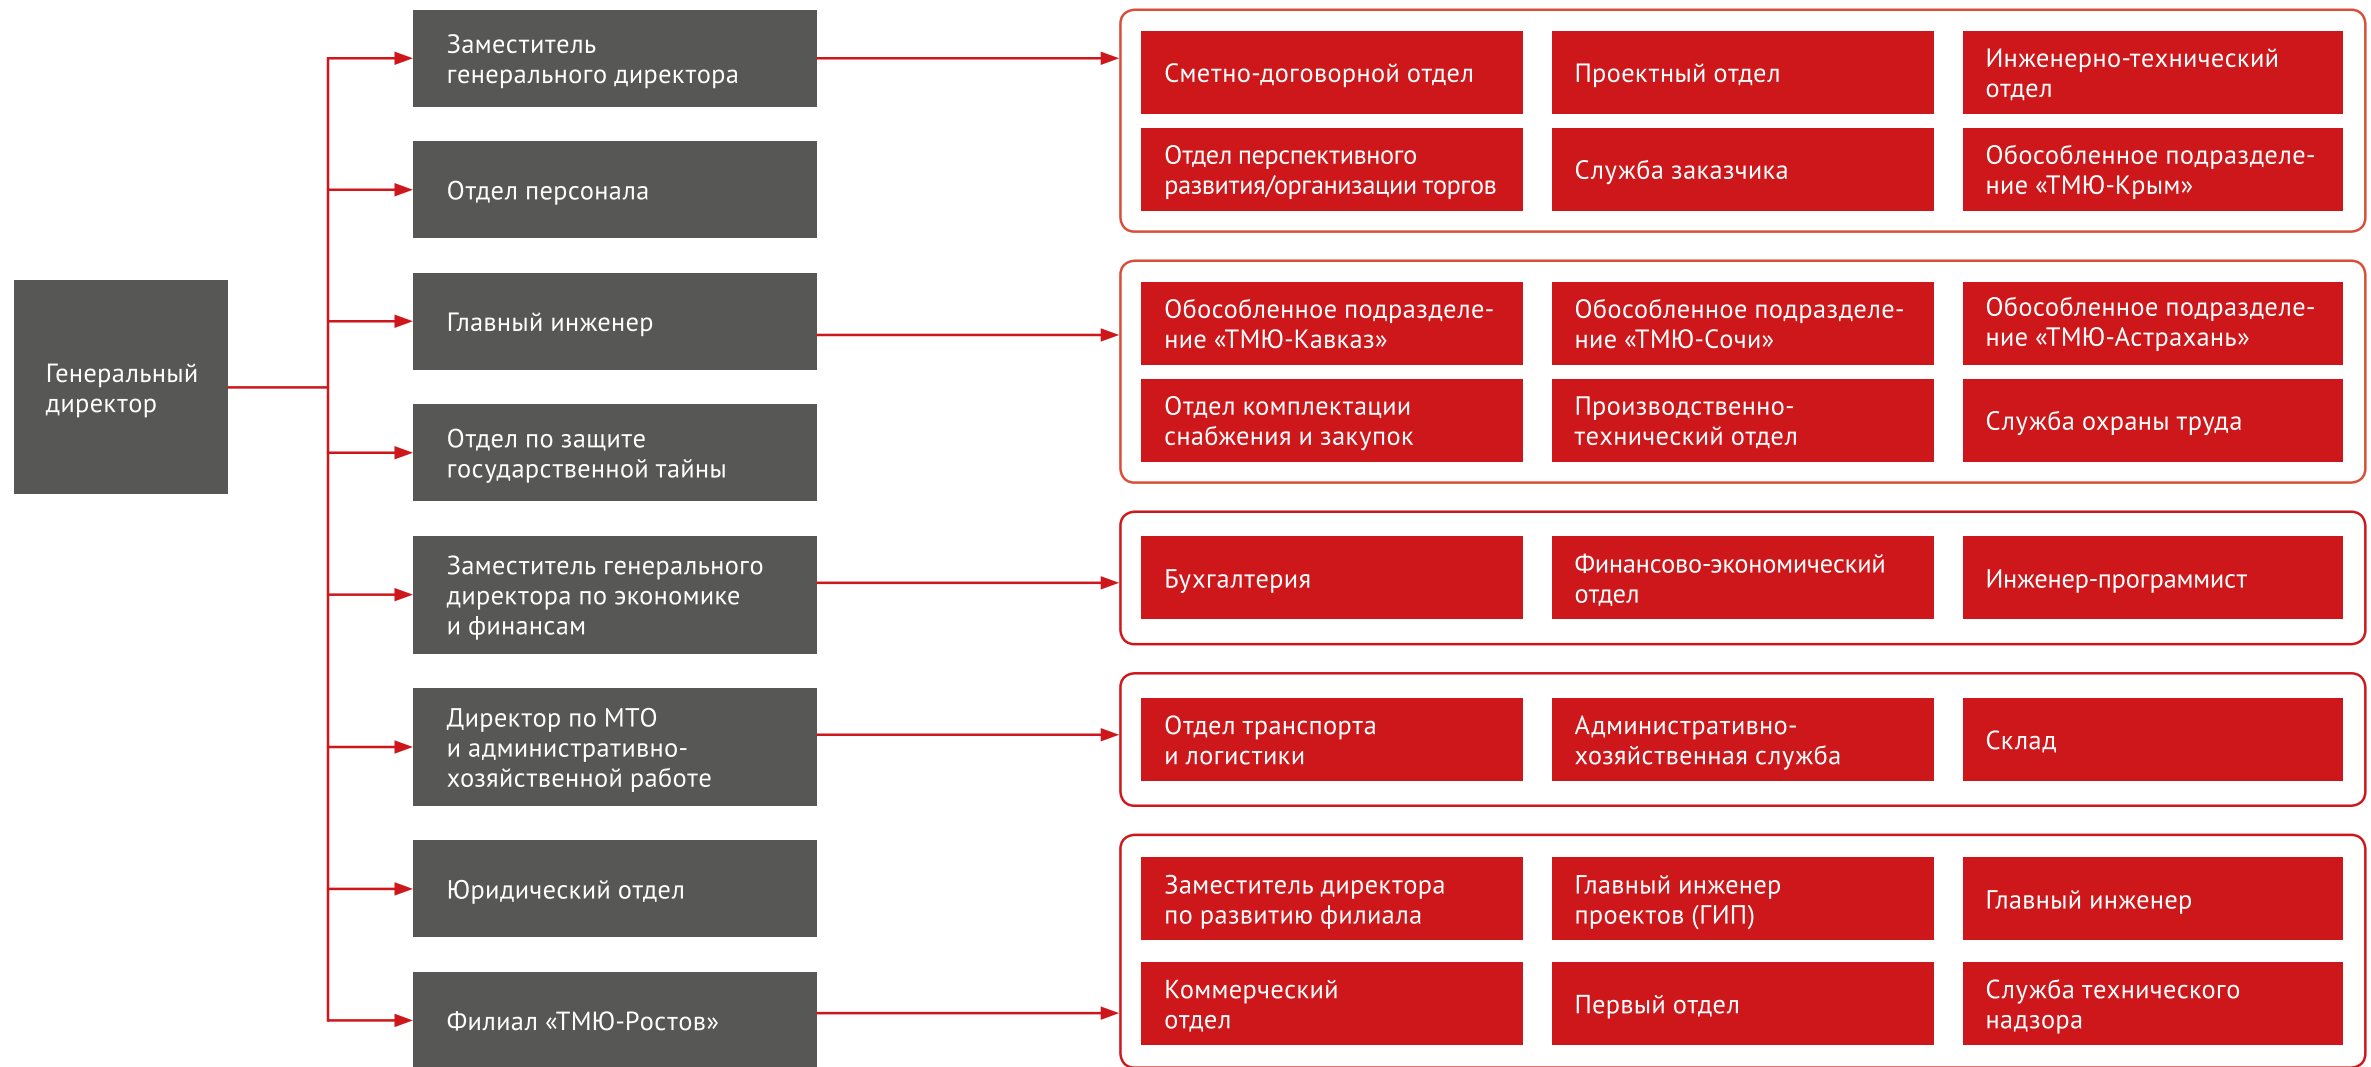 Генеральный
директор
Заместитель
генерального директора
Отдел персонала
Главный инженер
Отдел по защите
государственной тайны
Заместитель генерального
директора по экономике
и финансам
Директор по МТО
и административно-
хозяйственной работе
Юридический отдел
Филиал «ТМЮ-Ростов»
Сметно-договорной отдел
Проектный отдел
Инженерно-технический
отдел
Отдел перспективного
развития/организации торгов
Служба заказчика
Обособленное подразделе-
ние «ТМЮ-Крым»
Обособленное подразделе-
ние «ТМЮ-Кавказ»
Обособленное подразделе-
ние «ТМЮ-Сочи»
Обособленное подразделе-
ние «ТМЮ-Астрахань»
Отдел комплектации
снабжения и закупок
Производственно-
технический отдел
Служба охраны труда
Бухгалтерия
Финансово-экономический
отдел
Инженер-программист
Отдел транспорта
и логистики
Административно-
хозяйственная служба
Склад
Заместитель директора
по развитию филиала
Главный инженер
проектов (ГИП)
Главный инженер
Коммерческий
отдел
Первый отдел
Служба технического
надзора